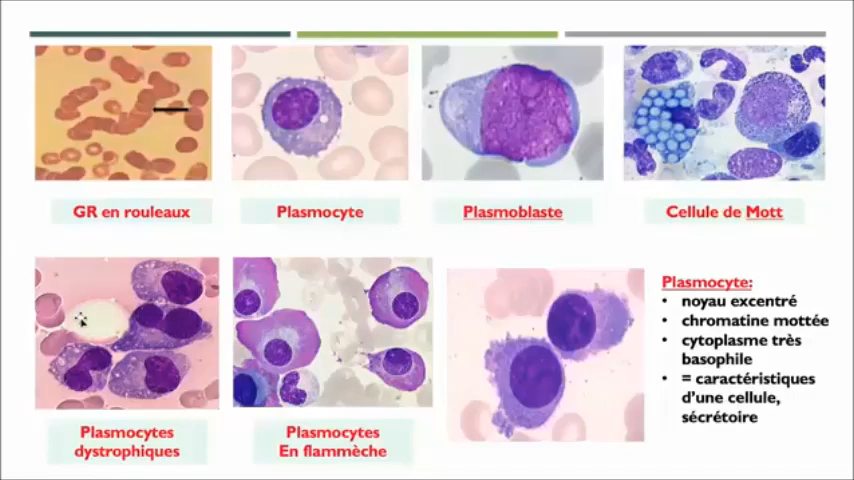 GR en rouleaux
Plasmocyte
Plasmoblaste
Cellule de Mott
Plasmocytes
dystrophiques
Plasmocytes
En flammèche
Plasmocyte:
• noyau excentré
• chromatine mottée
• cytoplasme très
basophile
• = caractéristiques
d'une cellule,
sécrétoire